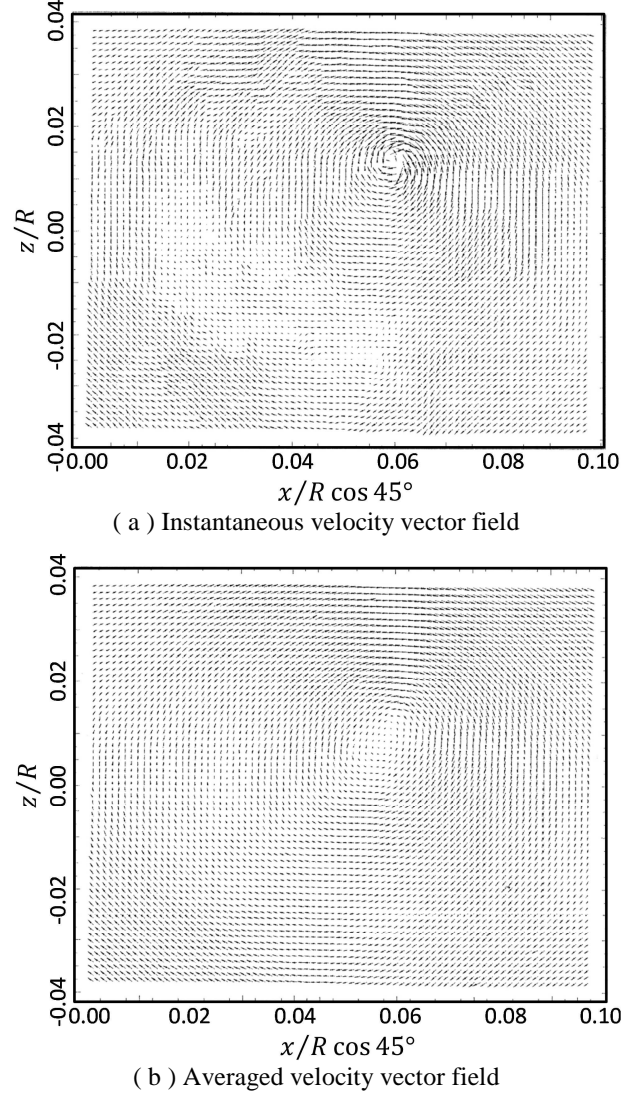 0.04
0.02
0.00
-0.02
-0.04
z/R
-0.00 0.02 0.04 0.06 0.08 0.10
x/R cos 45°
( a ) Instantaneous velocity vector field
0.04
0.02
0.00
-0.02
-0.04
z/R
-0.00 0.02 0.04 0.06 0.08 0.10
x/R cos 45°
( b ) Averaged velocity vector field